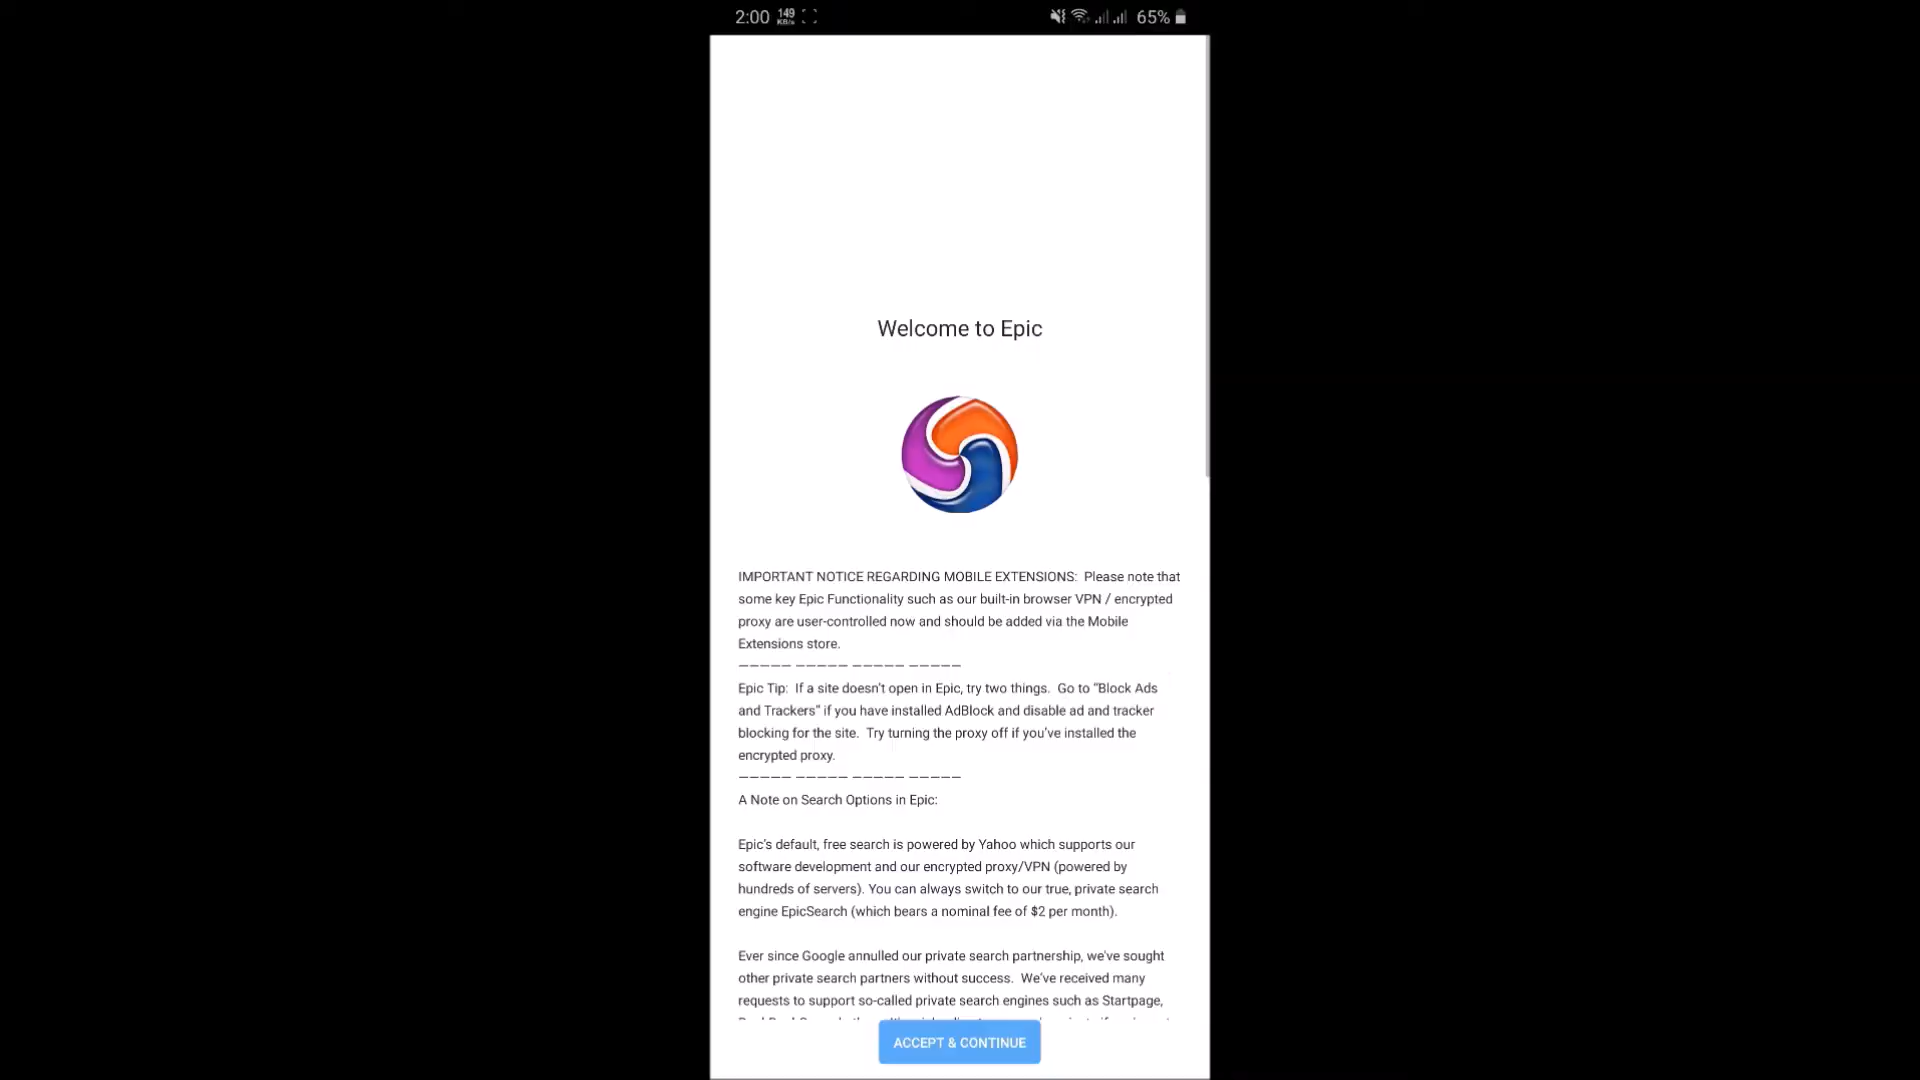 2:00 149 KB/s 65%
Welcome to Epic
IMPORTANT NOTICE REGARDING MOBILE EXTENSIONS:  Please note that
some key Epic Functionality such as our built-in browser VPN / encrypted
proxy are user-controlled now and should be added via the Mobile
Extensions store.
————— ————— ————— —————
Epic Tip:  If a site doesn't open in Epic, try two things.  Go to “Block Ads
and Trackers” if you have installed AdBlock and disable ad and tracker
blocking for the site.  Try turning the proxy off if you've installed the
encrypted proxy.
————— ————— ————— —————
A Note on Search Options in Epic:
Epic's default, free search is powered by Yahoo which supports our
software development and our encrypted proxy/VPN (powered by
hundreds of servers). You can always switch to our true, private search
engine EpicSearch (which bears a nominal fee of $2 per month).
Ever since Google annulled our private search partnership, we've sought
other private search partners without success.  We've received many
requests to support so-called private search engines such as Startpage,
ACCEPT & CONTINUE